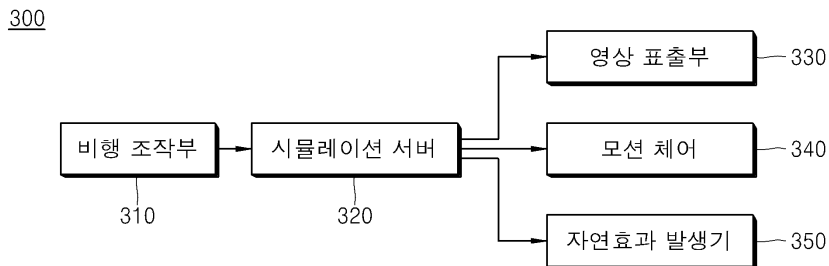 300
영상 표출부
330
비행 조작부
시뮬레이션 서버
모션 체어
340
310
320
자연효과 발생기
350